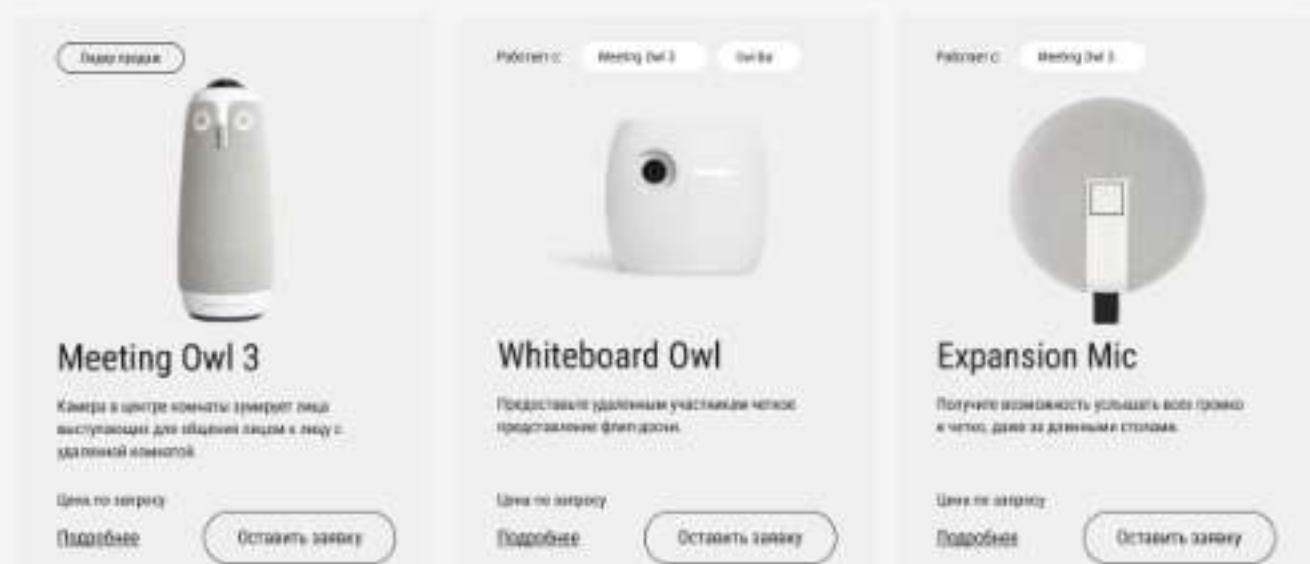 Лидер продаж
Meeting Owl 3
Камера в центре комнаты зумирует лица
выступающих для общения лицом к лицу с
удаленной комнатой.
Цена по запросу
Подробнее
Оставить заявку
Работает с:
Meeting Owl 3
Owl Bar
Whiteboard Owl
Предоставьте удаленным участникам четкое
представление флип-доски.
Цена по запросу
Подробнее
Оставить заявку
Работает с:
Meeting Owl 3
Expansion Mic
Получите возможность услышать всех громко
и четко, даже за длинными столами.
Цена по запросу
Подробнее
Оставить заявку